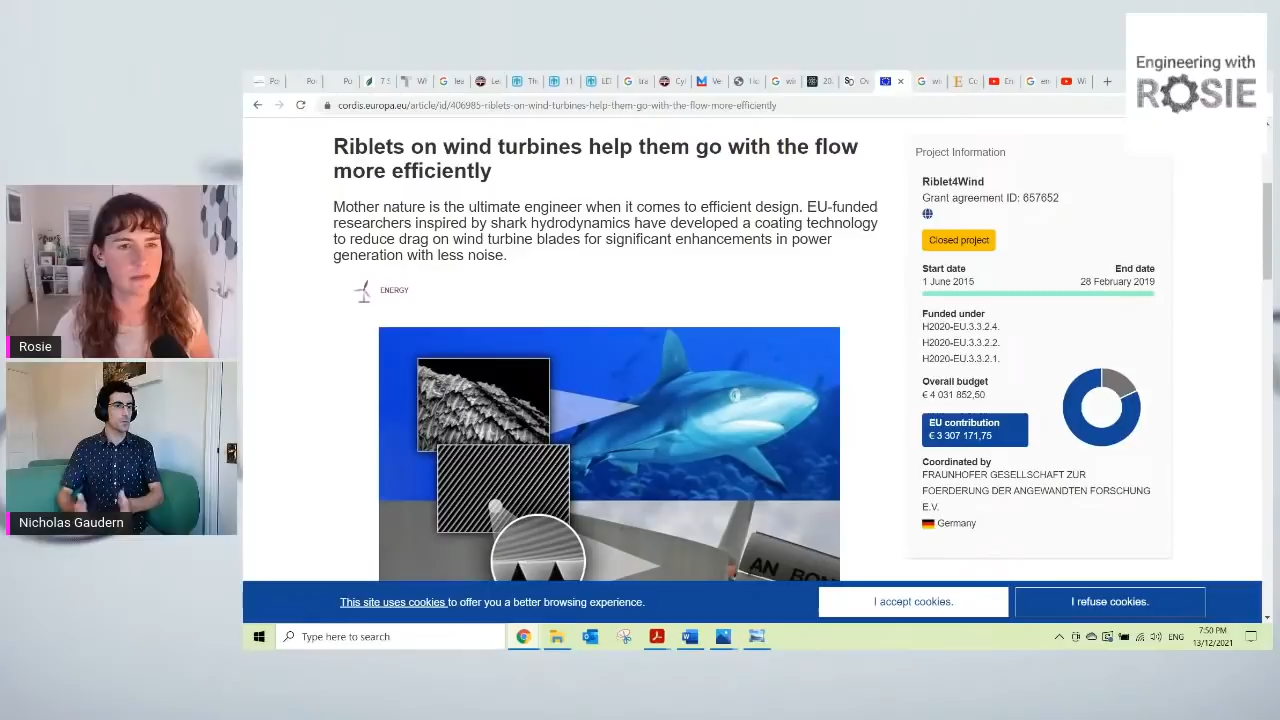 Engineering with
ROSIE
cordis.europa.eu/article/id/406985-riblets-on-wind-turbines-help-them-go-with-the-flow-more-efficiently
Riblets on wind turbines help them go with the flow
more efficiently
Mother nature is the ultimate engineer when it comes to efficient design. EU-funded
researchers inspired by shark hydrodynamics have developed a coating technology
to reduce drag on wind turbine blades for significant enhancements in power
generation with less noise.
ENERGY
AN BON
Project Information
Riblet4Wind
Grant agreement ID: 657652
Closed project
Start date
End date
1 June 2015
28 February 2019
Funded under
H2020-EU.3.3.2.4.
H2020-EU.3.3.2.2.
H2020-EU.3.3.2.1.
Overall budget
€ 4 031 852,50
EU contribution
€ 3 307 171,75
Coordinated by
FRAUNHOFER GESELLSCHAFT ZUR
FOERDERUNG DER ANGEWANDTEN FORSCHUNG
E.V.
Germany
Rosie
Nicholas Gaudern
This site uses cookies to offer you a better browsing experience.
I accept cookies.
I refuse cookies.
Type here to search
ENG
7:50 PM
13/12/2021